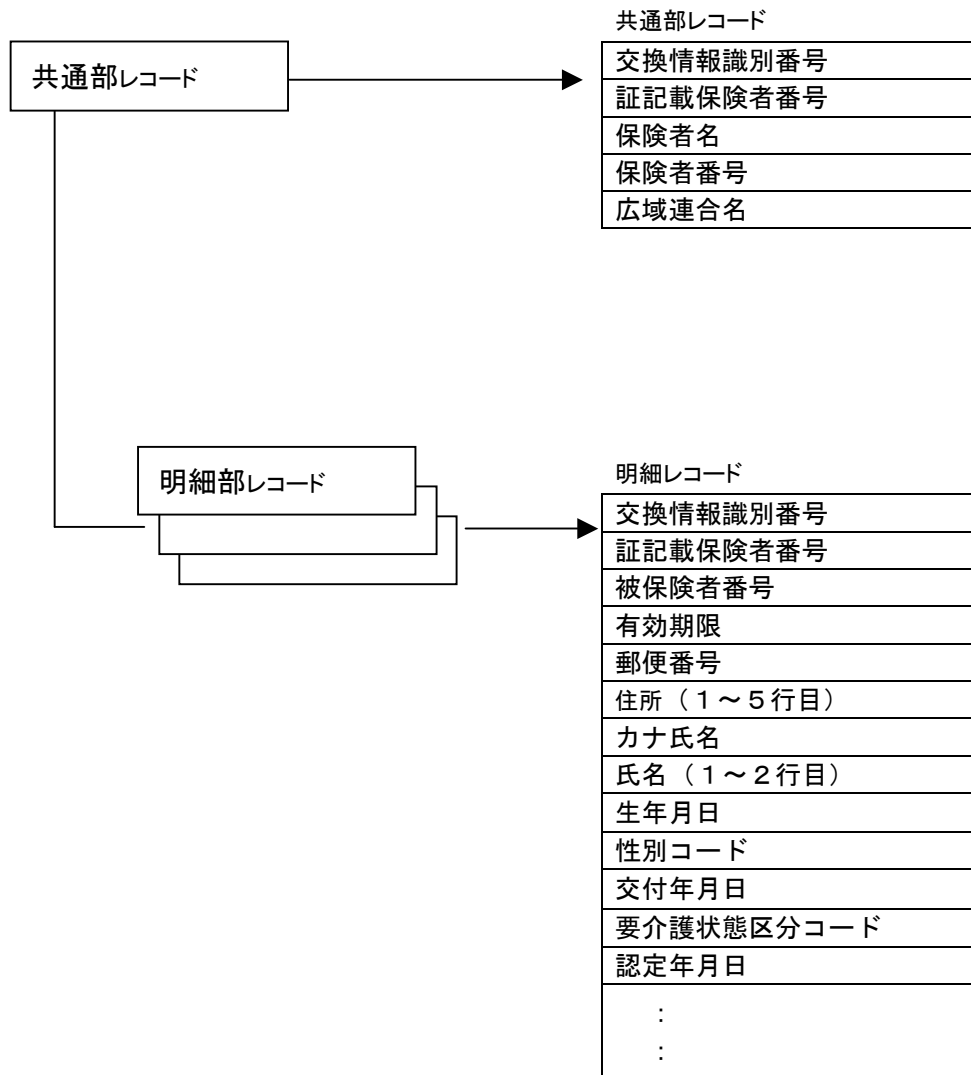 共通部レコード
共通部レコード
交換情報識別番号
証記載保険者番号
保険者名
保険者番号
広域連合名
明細部レコード
明細レコード
交換情報識別番号
証記載保険者番号
被保険者番号
有効期限
郵便番号
住所（１～５行目）
カナ氏名
氏名（１～２行目）
生年月日
性別コード
交付年月日
要介護状態区分コード
認定年月日
：
：